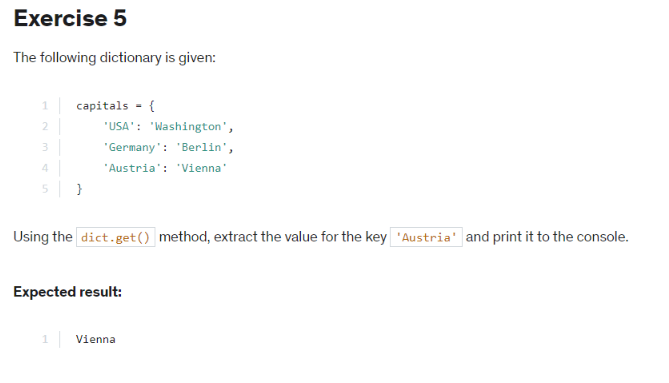 Exercise 5
The following dictionary is given:
1 capitals = {
2 'USA': 'Washington',
3 'Germany': 'Berlin',
4 'Austria': 'Vienna'
5 }
Using the dict.get() method, extract the value for the key 'Austria' and print it to the console.
Expected result:
1 Vienna